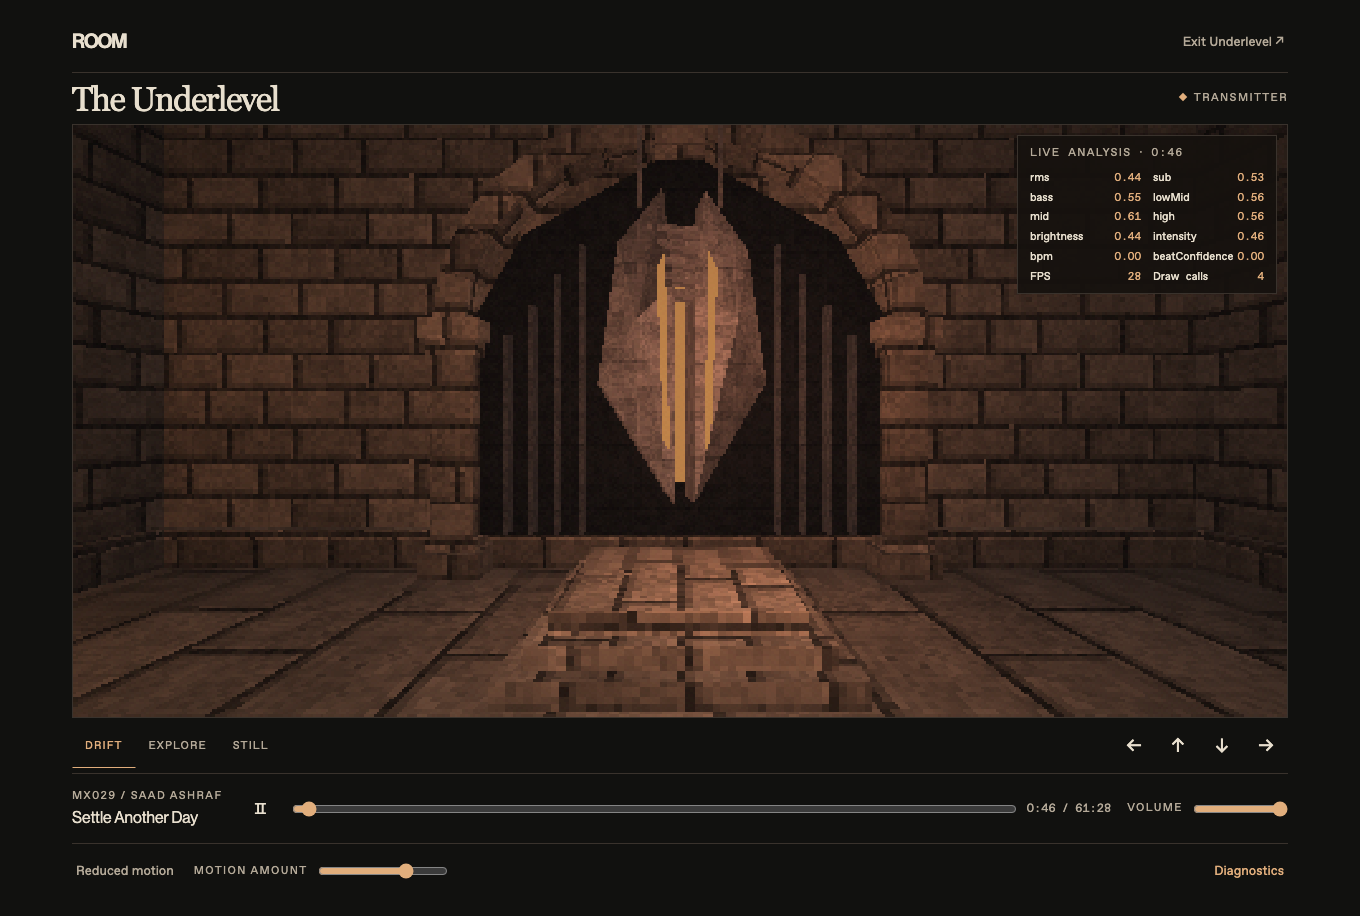 ROOM
Exit Underlevel ↗
The Underlevel
◆ TRANSMITTER
LIVE ANALYSIS · 0:46
rms 0.44 sub 0.53
bass 0.55 lowMid 0.56
mid 0.61 high 0.56
brightness 0.44 intensity 0.46
bpm 0.00 beatConfidence 0.00
FPS 28 Draw calls 4
DRIFT EXPLORE STILL
← ↑ ↓ →
MX029 / SAAD ASHRAF
Settle Another Day
0:46 / 61:28 VOLUME
Reduced motion MOTION AMOUNT
Diagnostics